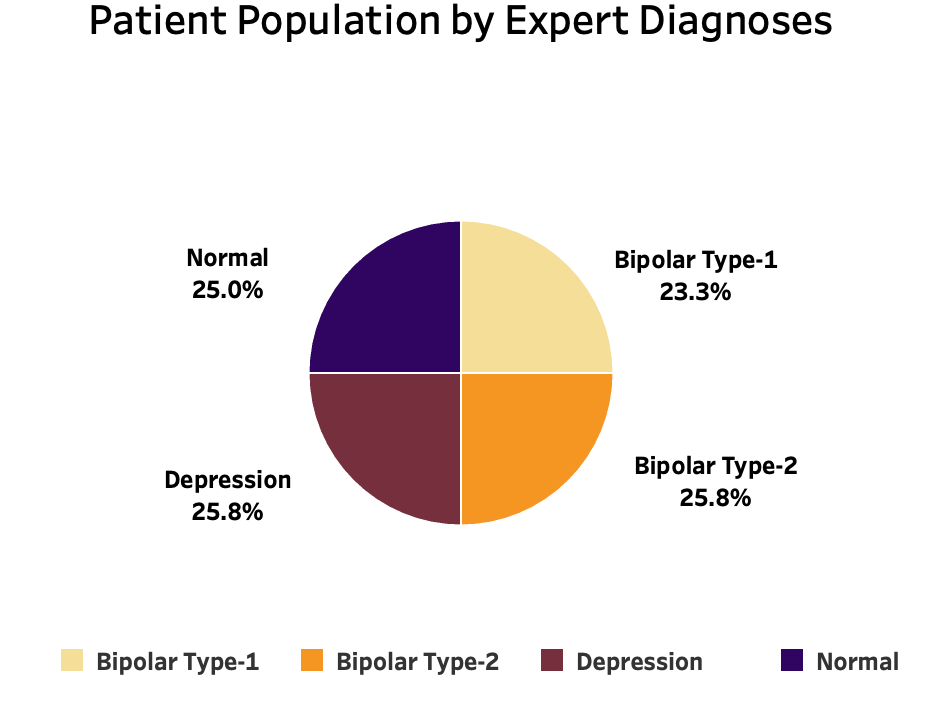 Patient Population by Expert Diagnoses
Normal
25.0%
Bipolar Type-1
23.3%
Depression
25.8%
Bipolar Type-2
25.8%
Bipolar Type-1
Bipolar Type-2
Depression
Normal